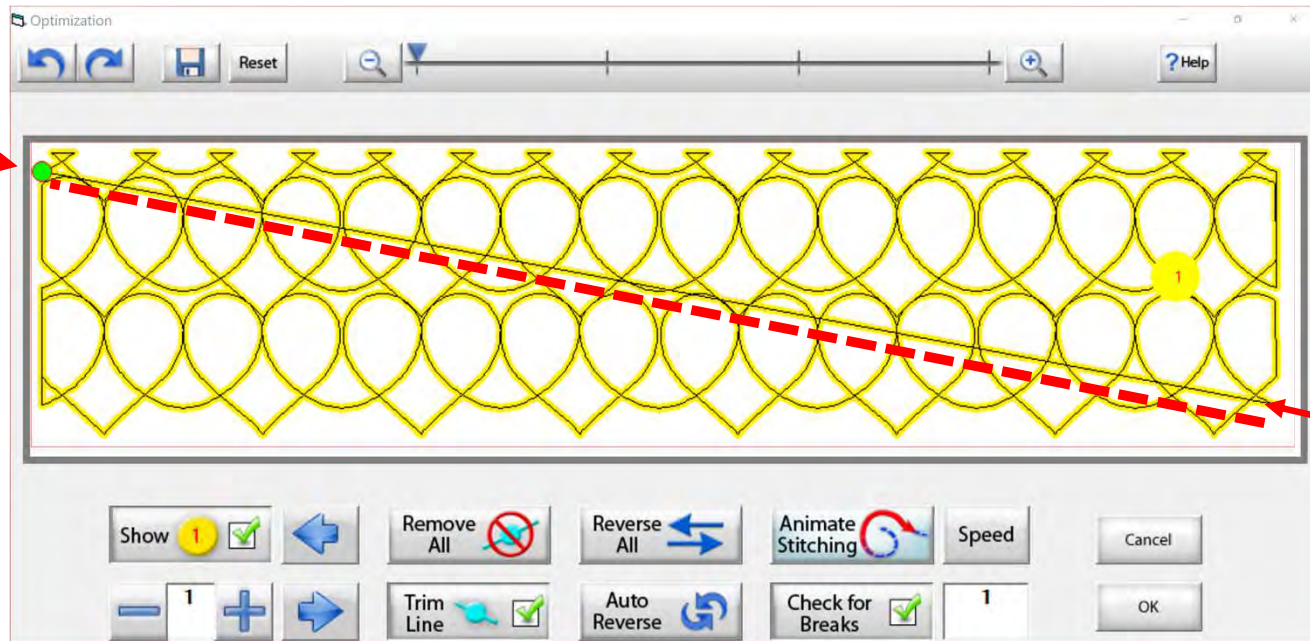 Optimization
Reset
?Help
1
Show 1
Remove
All
Reverse
All
Animate
Stitching
Speed
Cancel
1
Trim
Line
Auto
Reverse
Check for
Breaks
1
OK